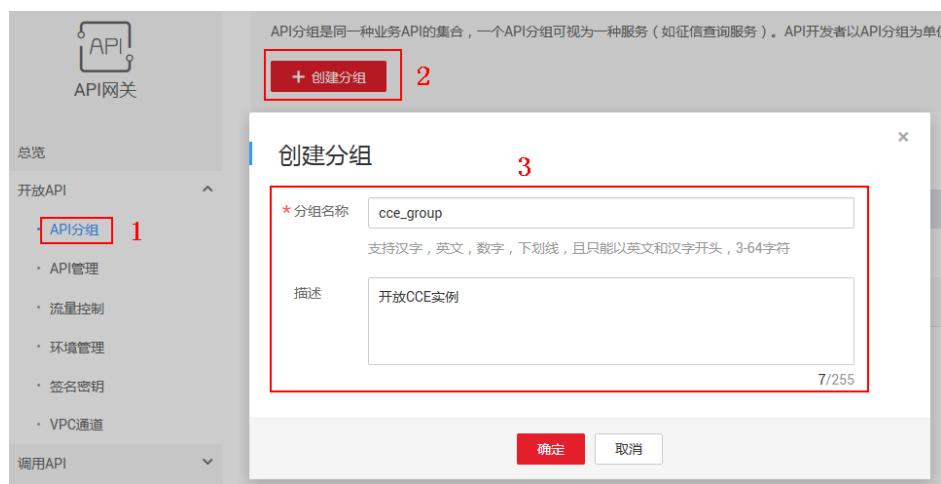 API
API网关
总览
开放API
API分组
1
API管理
流量控制
环境管理
签名密钥
VPC通道
调用API
API分组是同一种业务API的集合，一个API分组可视为一种服务（如征信查询服务）。API开发者以API分组为单位
+ 创建分组
2
创建分组
×
3
*分组名称
cce_group
支持汉字，英文，数字，下划线，且只能以英文和汉字开头，3-64字符
描述
开放CCE实例
7/255
确定
取消